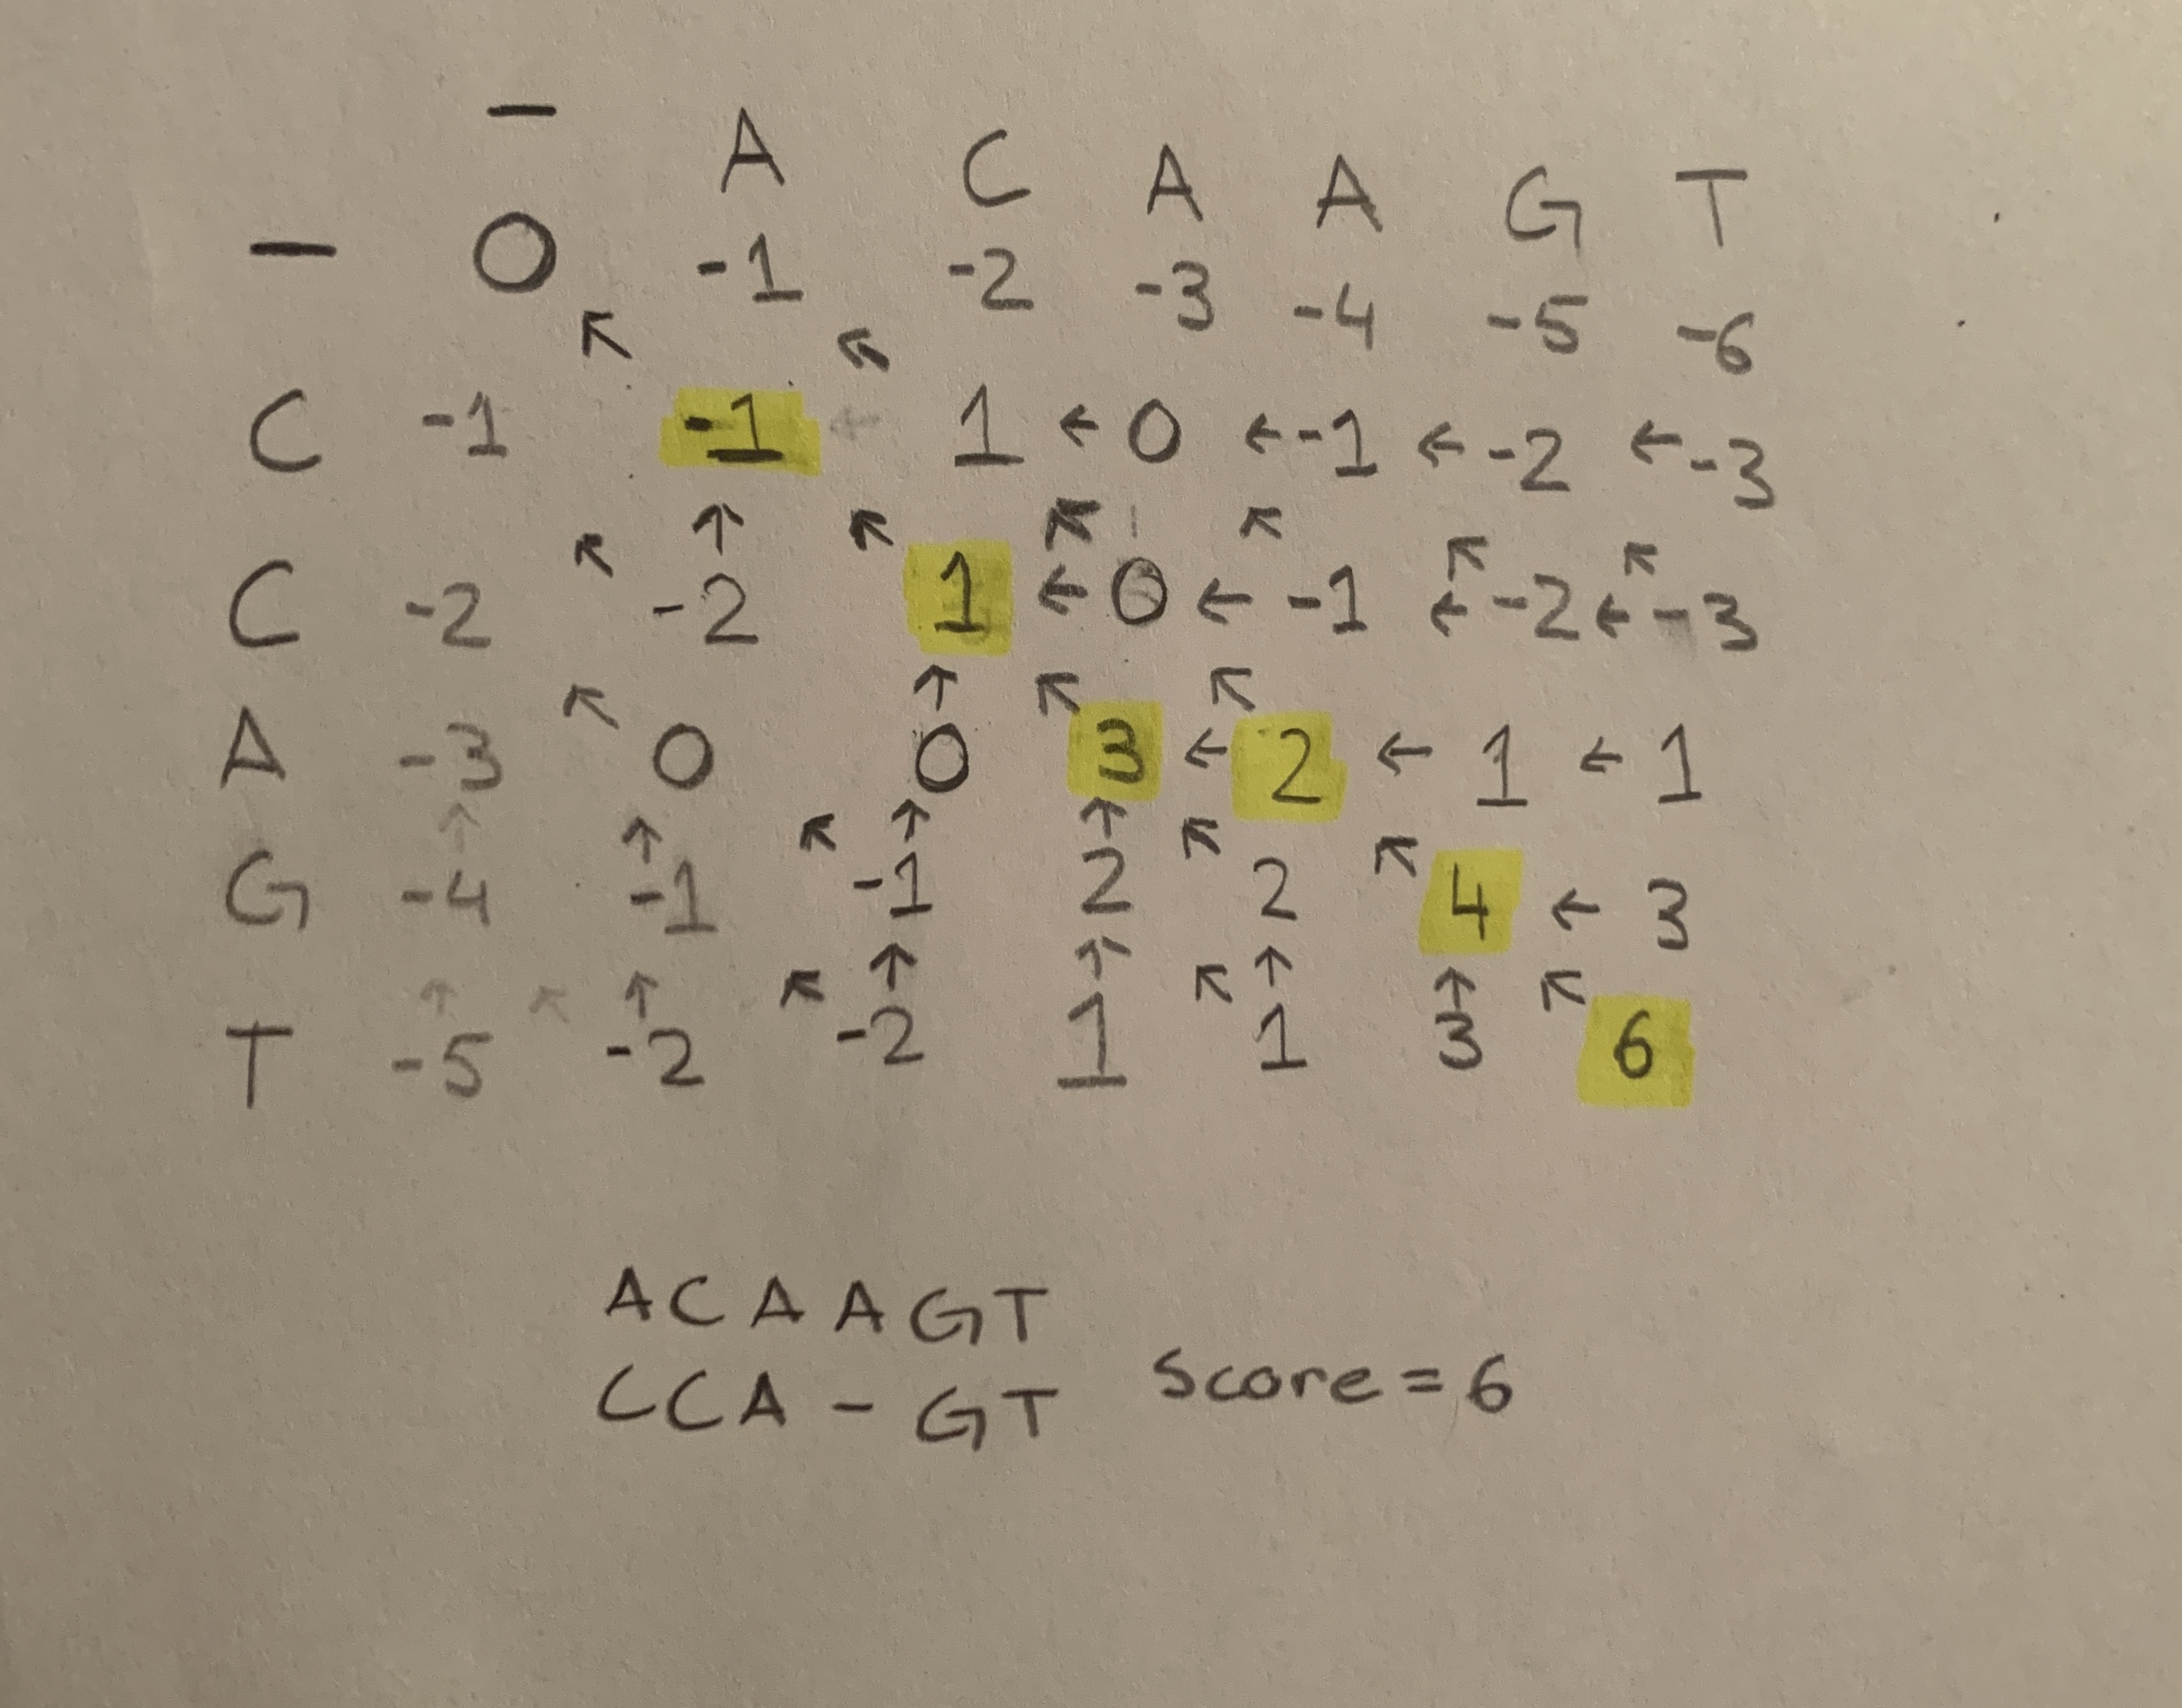 — A C A A G T
— 0 -1 -2 -3 -4 -5 -6
↖ ↖
C -1 -1 ← 1 ← 0 ← -1 ← -2 ← -3
↖ ↑ ↖ ↖ ↖ ↖ ↖
C -2 -2 1 ← 0 ← -1 ← -2 ← -3
↖ ↑ ↖ ↖
A -3 0 0 3 ← 2 ← 1 ← 1
↑ ↑ ↖ ↑ ↑ ↖ ↖
G -4 -1 -1 2 2 4 ← 3
↑ ↖ ↑ ↖ ↑ ↑ ↖ ↑ ↑ ↖
T -5 -2 -2 1 1 3 6
ACAAGT
CCA-GT Score = 6